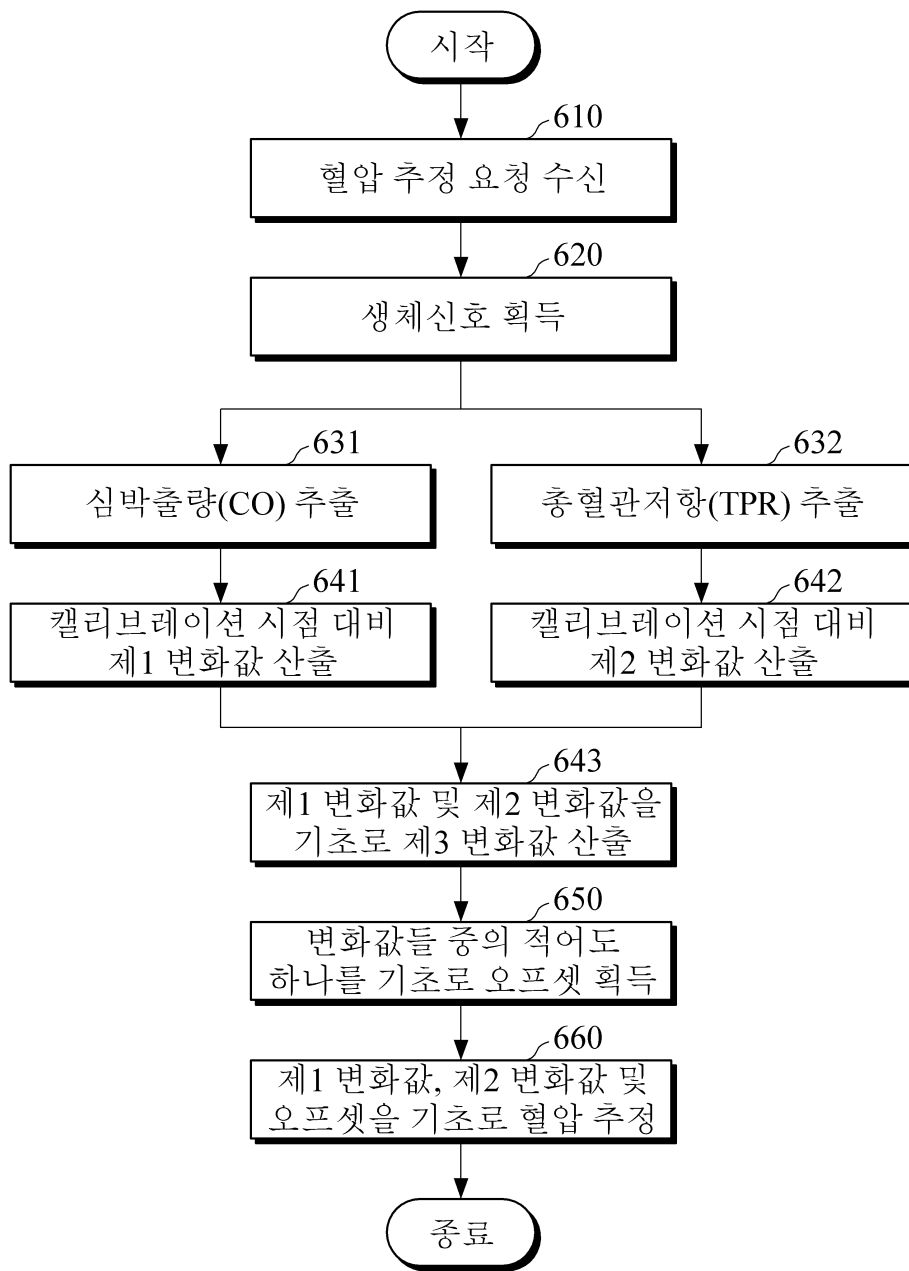 시작
610
혈압 추정 요청 수신
620
생체신호 획득
631
심박출량(CO) 추출
632
총혈관저항(TPR) 추출
641
캘리브레이션 시점 대비
제1 변화값 산출
642
캘리브레이션 시점 대비
제2 변화값 산출
643
제1 변화값 및 제2 변화값을
기초로 제3 변화값 산출
650
변화값들 중의 적어도
하나를 기초로 오프셋 획득
660
제1 변화값, 제2 변화값 및
오프셋을 기초로 혈압 추정
종료